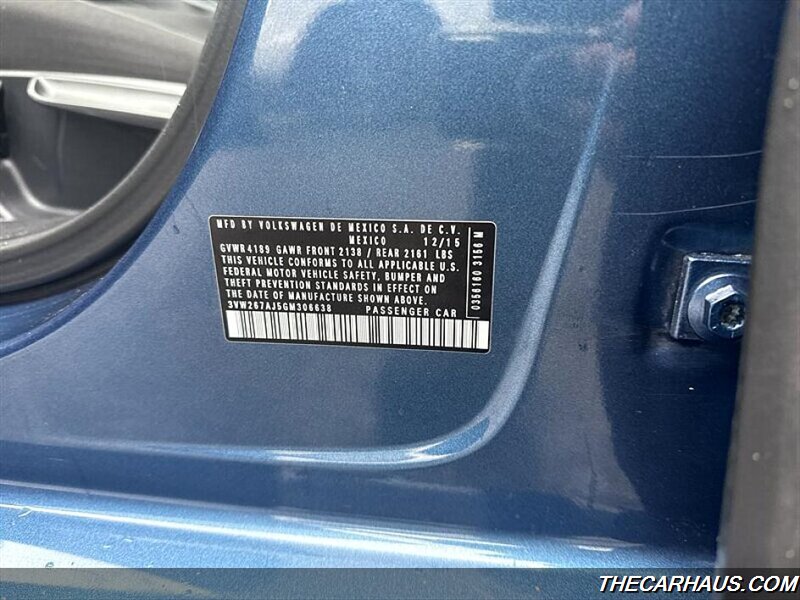 MFD BY VOLKSWAGEN DE MEXICO S.A. DE C.V.
MEXICO 12/15
GVWR 4189 GAWR FRONT 2138 / REAR 2161 LBS
THIS VEHICLE CONFORMS TO ALL APPLICABLE U.S.
FEDERAL MOTOR VEHICLE SAFETY, BUMPER AND
THEFT PREVENTION STANDARDS IN EFFECT ON
THE DATE OF MANUFACTURE SHOWN ABOVE.
3VW267AJ5GM306638 PASSENGER CAR
0356160 3156 M
THECARHAUS.COM